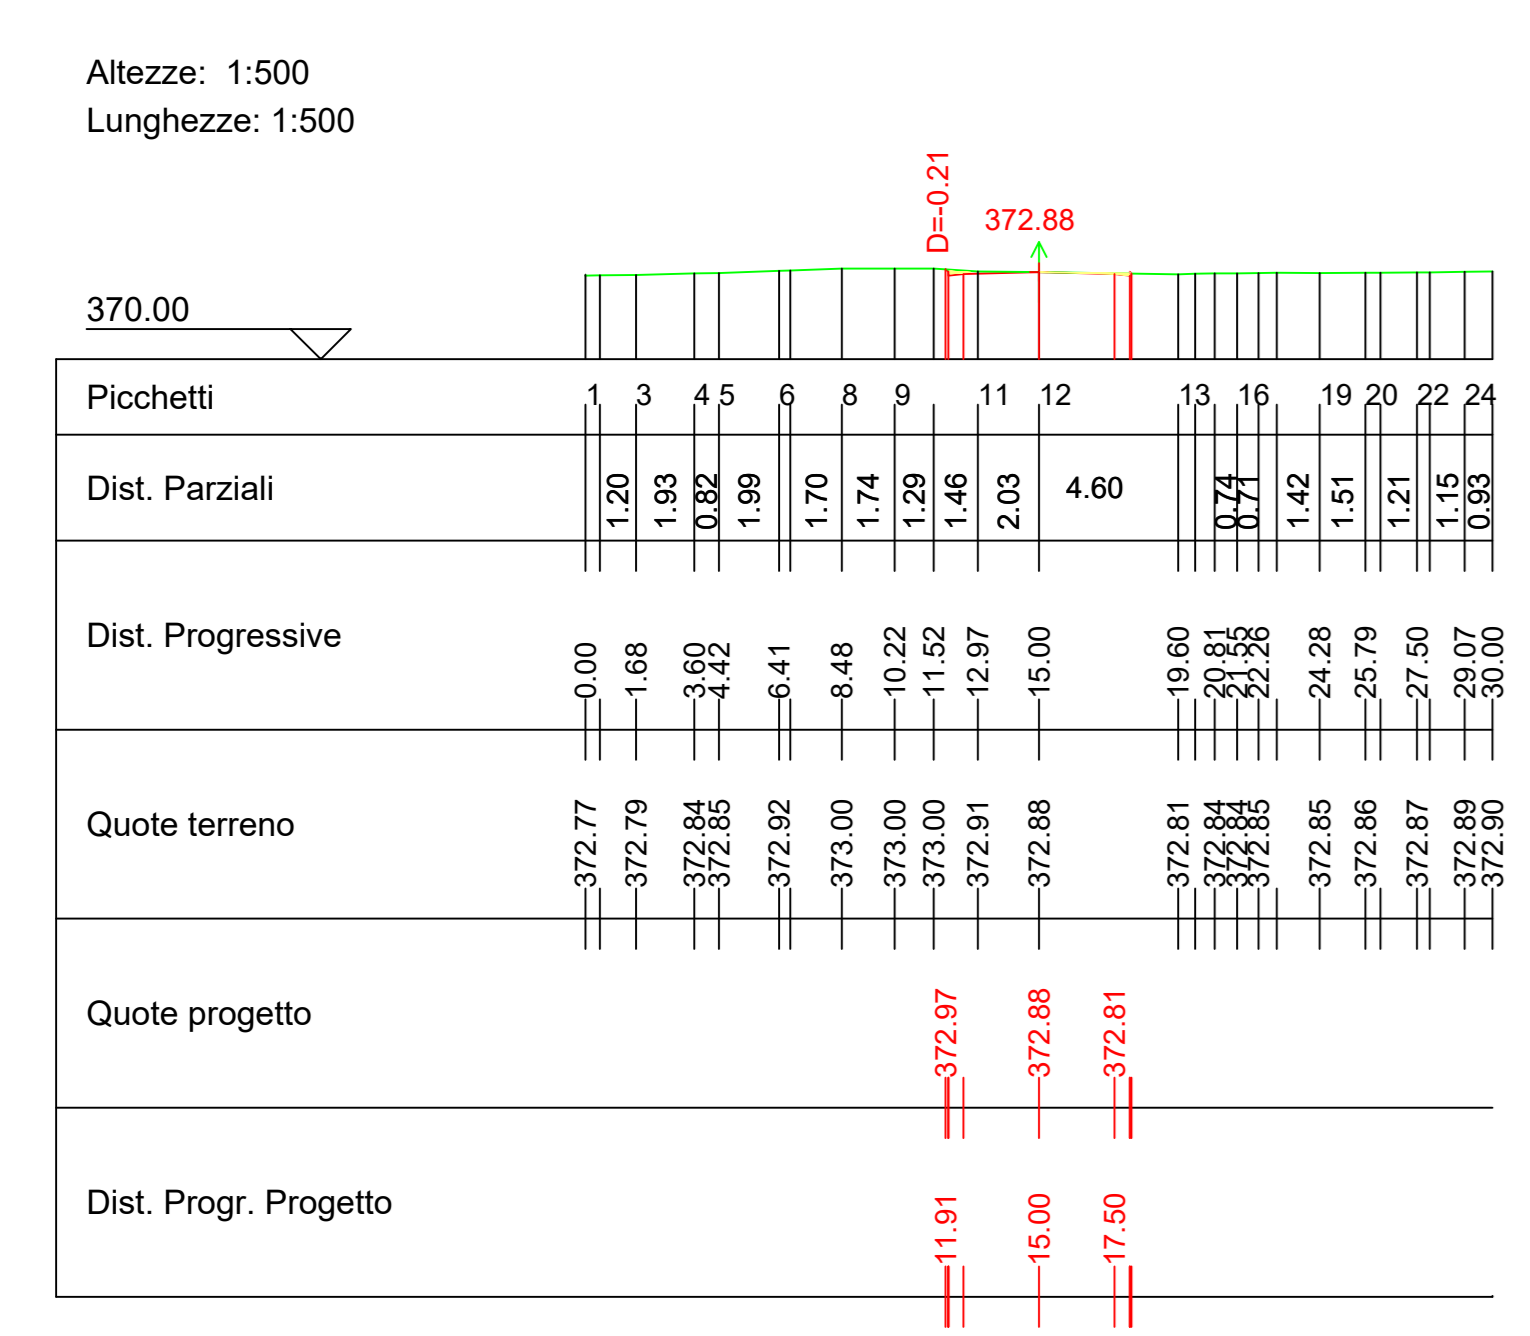 Altezze: 1:500
Lunghezze: 1:500
D=-0.21
372.88
370.00
Picchetti 1 3 4 5 6 8 9 11 12 13 16 19 20 22 24
Dist. Parziali 1.20 1.93 0.82 1.99 1.70 1.74 1.29 1.46 2.03 4.60 0.74 0.71 1.42 1.51 1.21 1.15 0.93
Dist. Progressive 0.00 1.68 3.60 4.42 6.41 8.48 10.22 11.52 12.97 15.00 19.60 20.81 21.55 22.26 24.28 25.79 27.50 29.07 30.00
Quote terreno 372.77 372.79 372.84 372.85 372.92 373.00 373.00 373.00 372.91 372.88 372.81 372.84 372.84 372.85 372.85 372.86 372.87 372.89 372.90
Quote progetto 372.97 372.88 372.81
Dist. Progr. Progetto 11.91 15.00 17.50